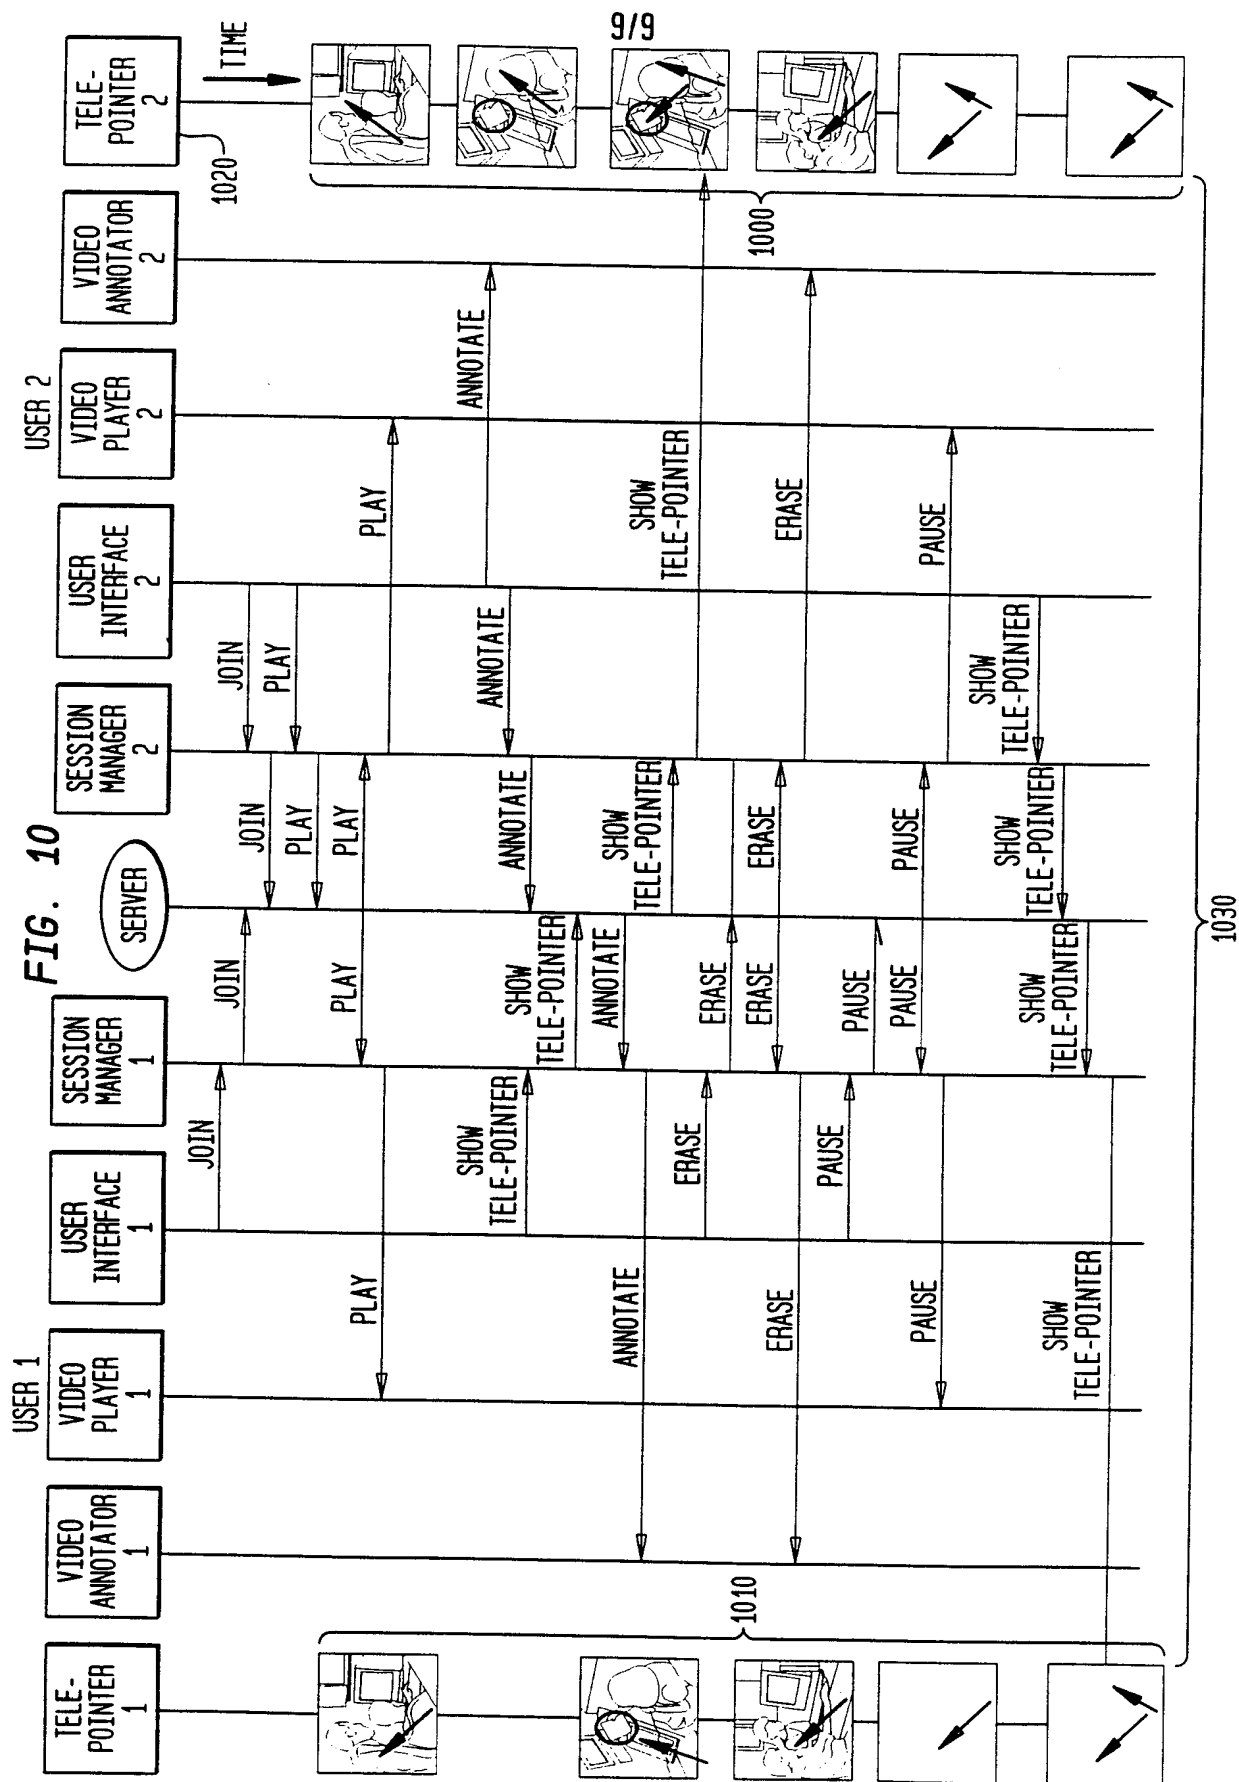 6/6
FIG. 10
USER 1
USER 2
TELE-
POINTER
1
VIDEO
ANNOTATOR
1
VIDEO
PLAYER
1
USER
INTERFACE
1
SESSION
MANAGER
1
SERVER
SESSION
MANAGER
2
USER
INTERFACE
2
VIDEO
PLAYER
2
VIDEO
ANNOTATOR
2
TELE-
POINTER
2
1020
TIME
JOIN
JOIN
JOIN
JOIN
PLAY
PLAY
PLAY
PLAY
PLAY
PLAY
ANNOTATE
SHOW
TELE-POINTER
ANNOTATE
ANNOTATE
SHOW
TELE-POINTER
ANNOTATE
ANNOTATE
SHOW
TELE-POINTER
SHOW
TELE-POINTER
ERASE
ERASE
ERASE
ERASE
ERASE
ERASE
PAUSE
PAUSE
PAUSE
PAUSE
PAUSE
PAUSE
SHOW
TELE-POINTER
SHOW
TELE-POINTER
SHOW
TELE-POINTER
SHOW
TELE-POINTER
1010
1000
1030